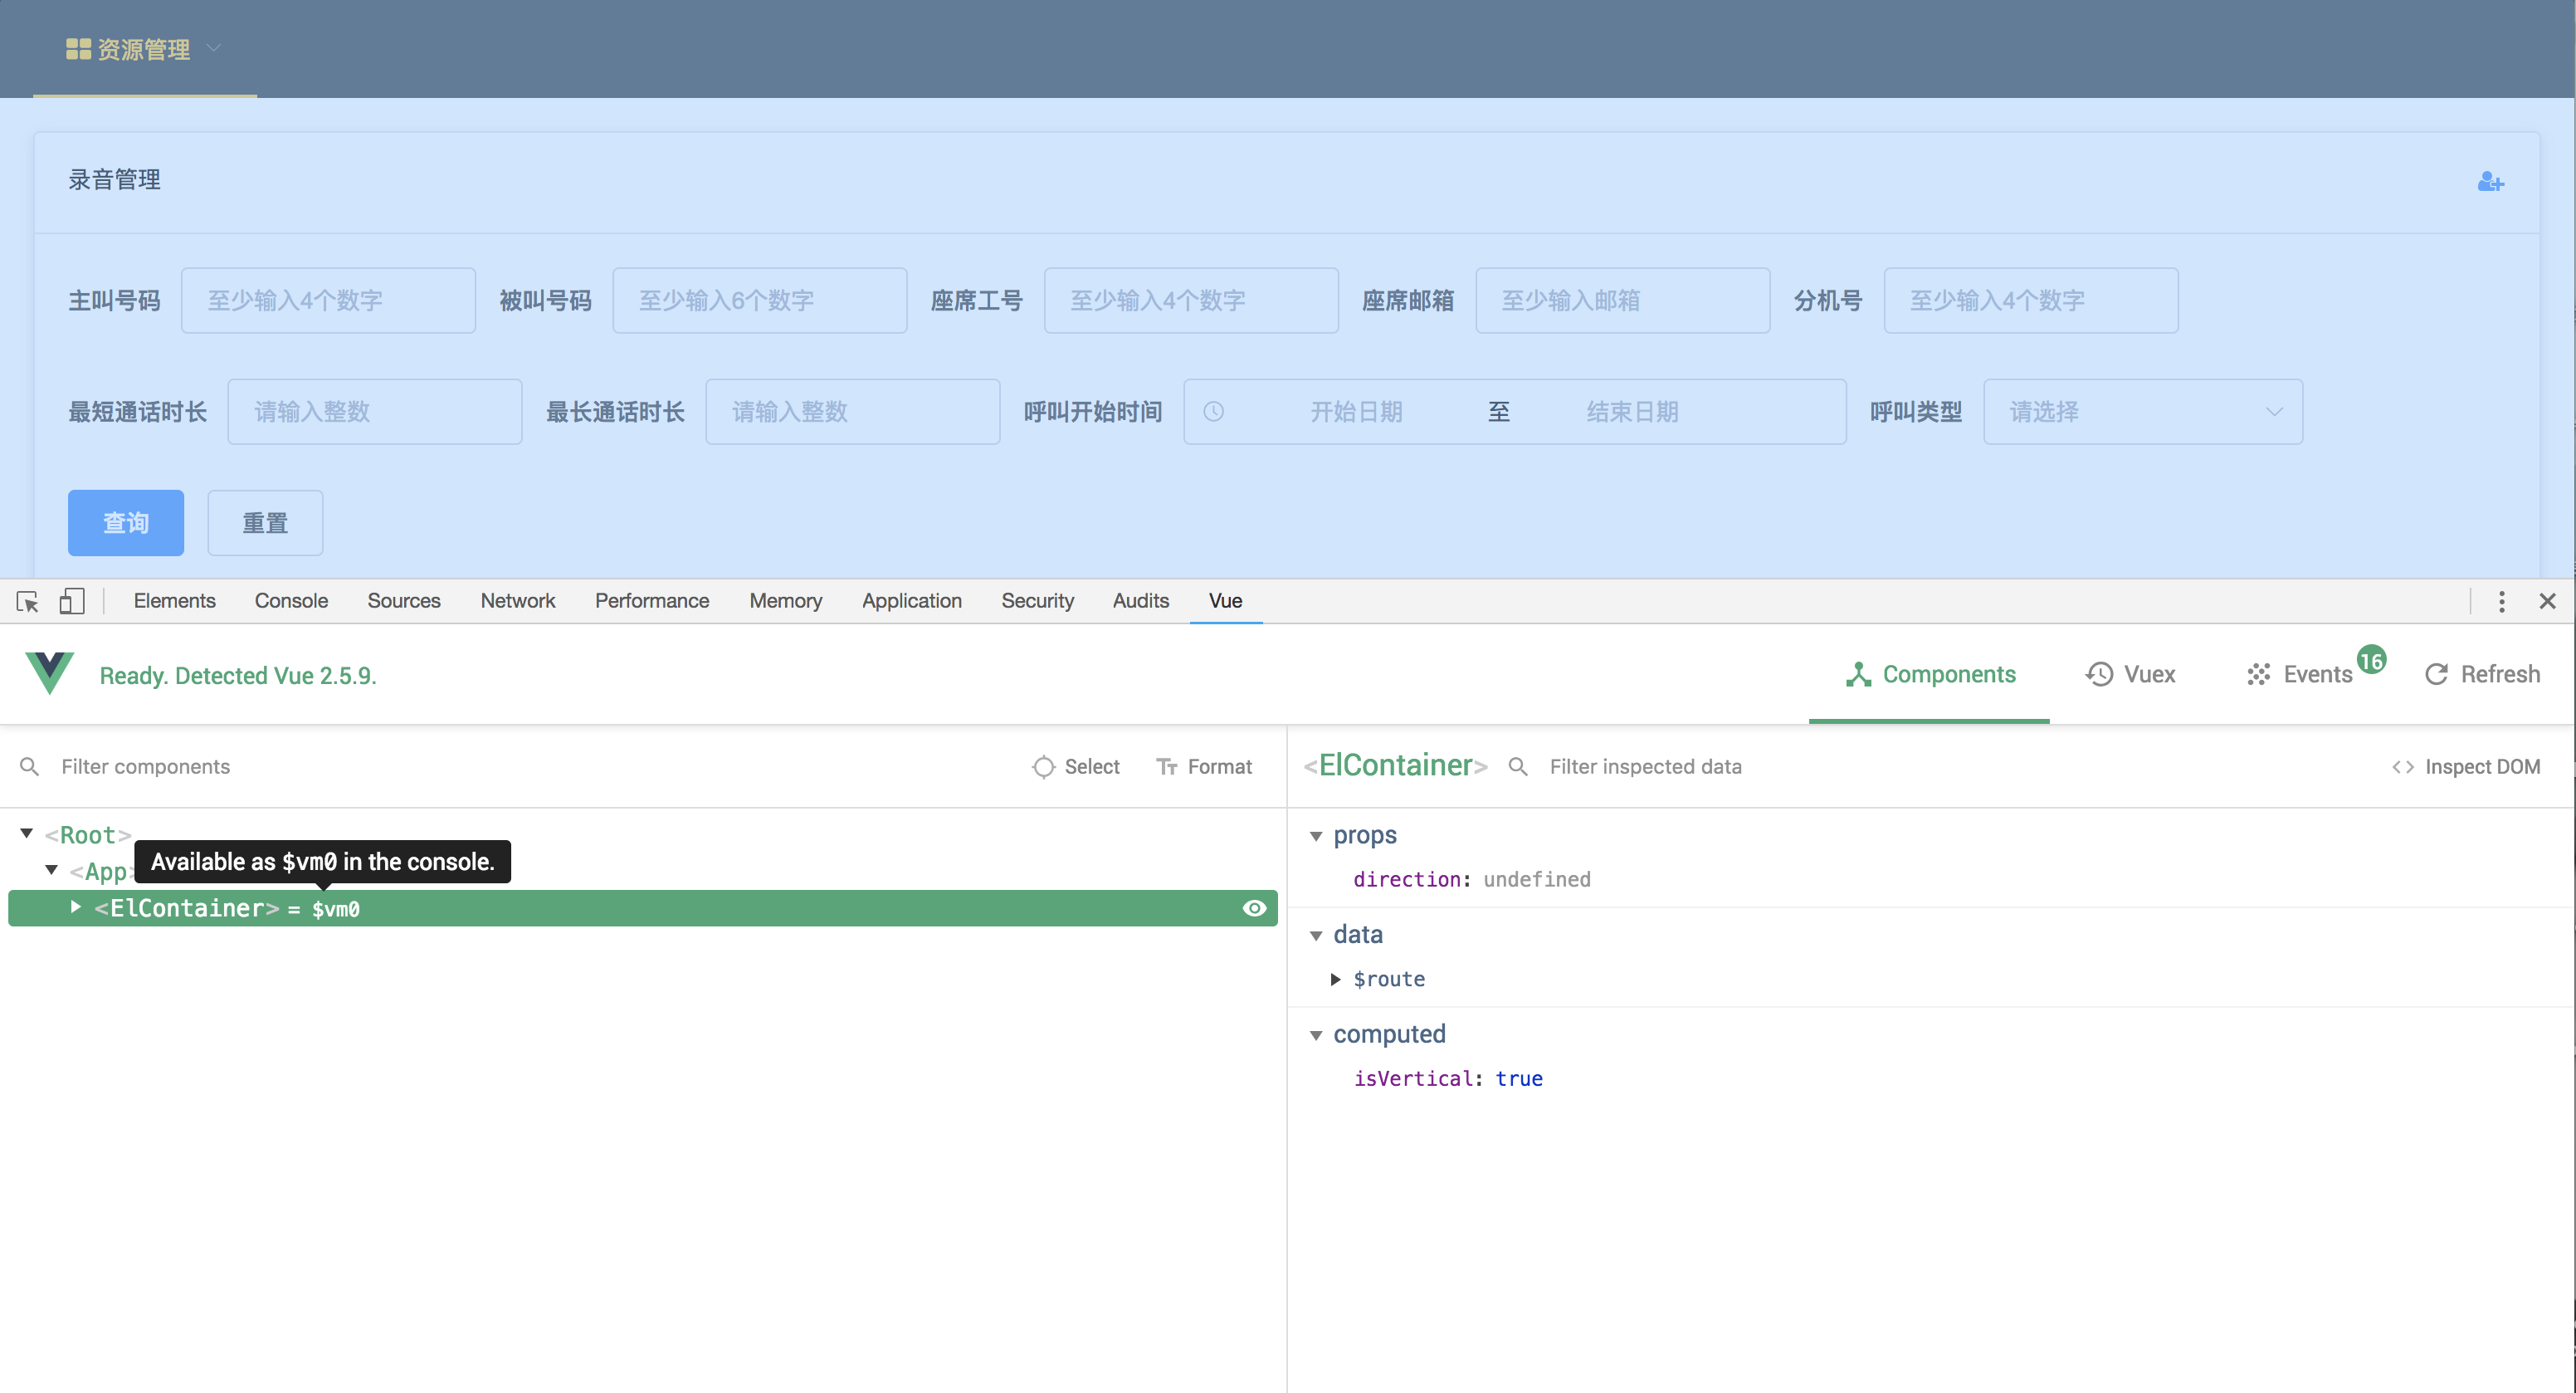 资源管理
录音管理
主叫号码 至少输入4个数字 被叫号码 至少输入6个数字 座席工号 至少输入4个数字 座席邮箱 至少输入邮箱 分机号 至少输入4个数字
最短通话时长 请输入整数 最长通话时长 请输入整数 呼叫开始时间 开始日期 至 结束日期 呼叫类型 请选择
查询 重置
Elements Console Sources Network Performance Memory Application Security Audits Vue
Ready. Detected Vue 2.5.9. Components Vuex Events 16 Refresh
Filter components Select Format <ElContainer> Filter inspected data <> Inspect DOM
<Root>
<App
Available as $vm0 in the console.
<ElContainer> = $vm0
props
direction: undefined
data
$route
computed
isVertical: true